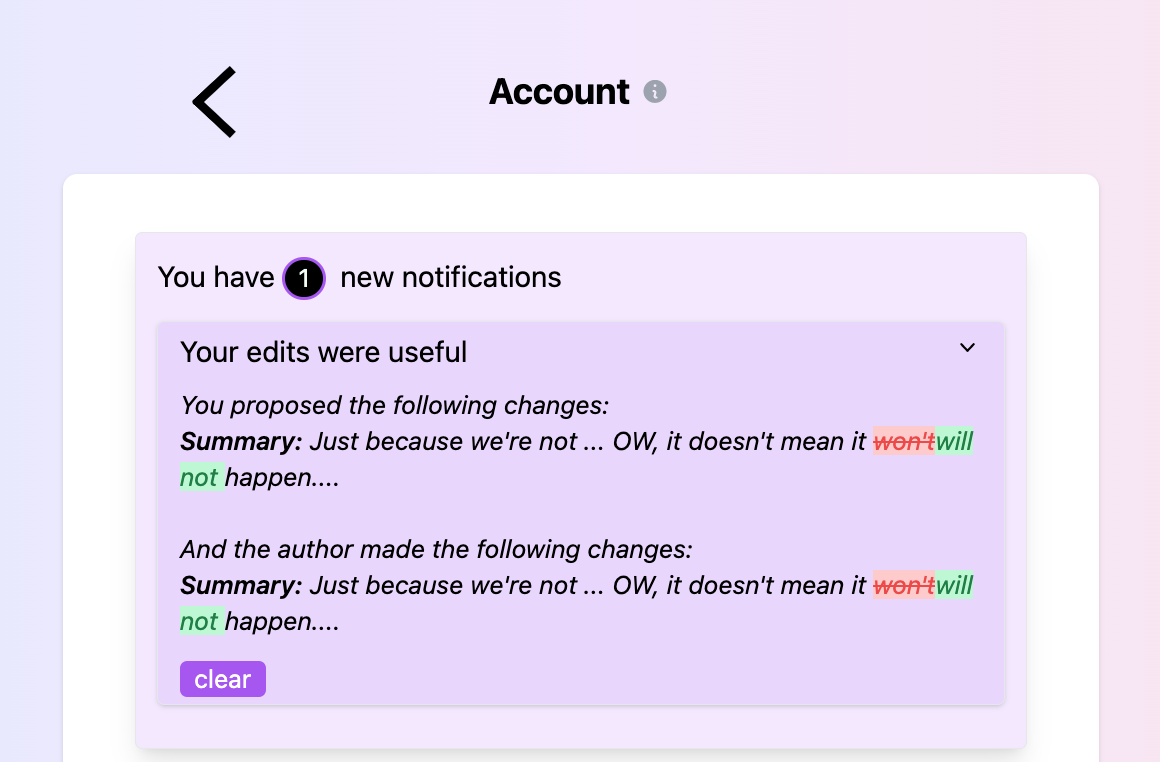 Account
You have 1 new notifications
Your edits were useful
You proposed the following changes:
Summary: Just because we're not ... OW, it doesn't mean it won'twill
not happen....
And the author made the following changes:
Summary: Just because we're not ... OW, it doesn't mean it won'twill
not happen....
clear